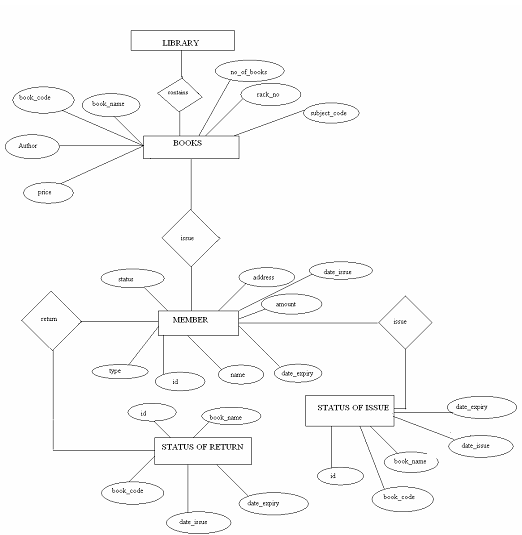 LIBRARY
contains
no_of_books
rack_no
subject_code
book_code
book_name
Author
price
BOOKS
issue
status
address
date_issue
amount
MEMBER
return
issue
type
id
name
date_expiry
id
book_name
STATUS OF RETURN
book_code
date_issue
date_expiry
STATUS OF ISSUE
date_expiry
date_issue
book_name
id
book_code